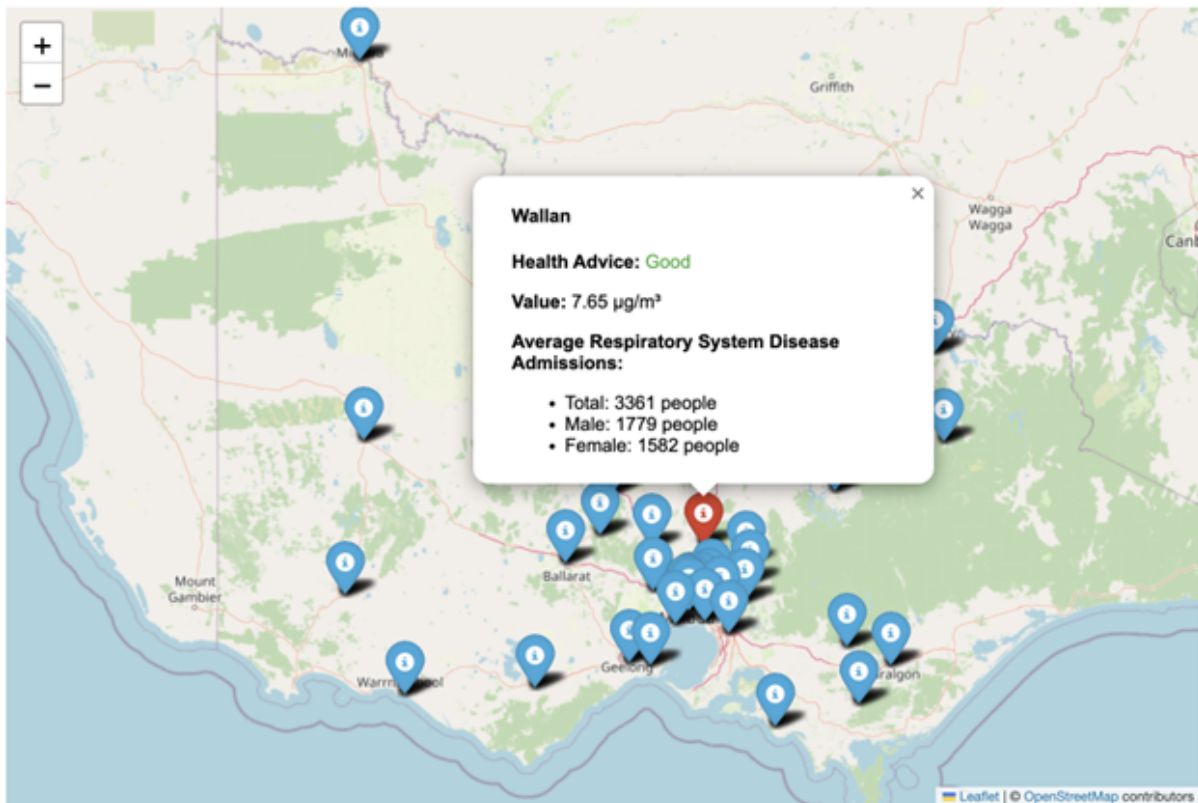 +
−
Griffith
Wagga
Wagga
×
Wallan
Health Advice: Good
Value: 7.65 μg/m³
Average Respiratory System Disease
Admissions:
• Total: 3361 people
• Male: 1779 people
• Female: 1582 people
Ballarat
Mount
Gambier
Geelong
Leaflet | © OpenStreetMap contributors